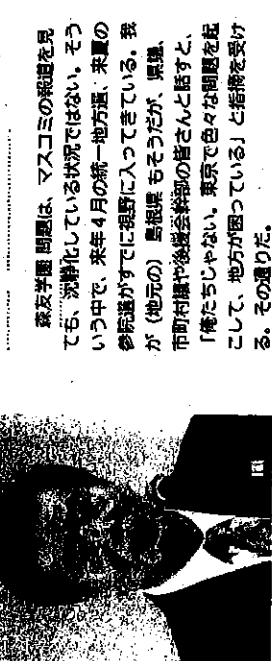 森友学園 問題は、マスコミの報道を見
ても、沈静化している状況ではない。そう
いう中で、来年4月の統一地方選、来夏の
参院選がすでに視野に入ってきている。我
が（地元の）島根県 もそうだが、県議、
市町村議や後援会幹部の皆さんと話すと、
「俺たちじゃない。東京で色々な問題を起
こして、地方が困っている」と指摘を受け
る。その通りだ。